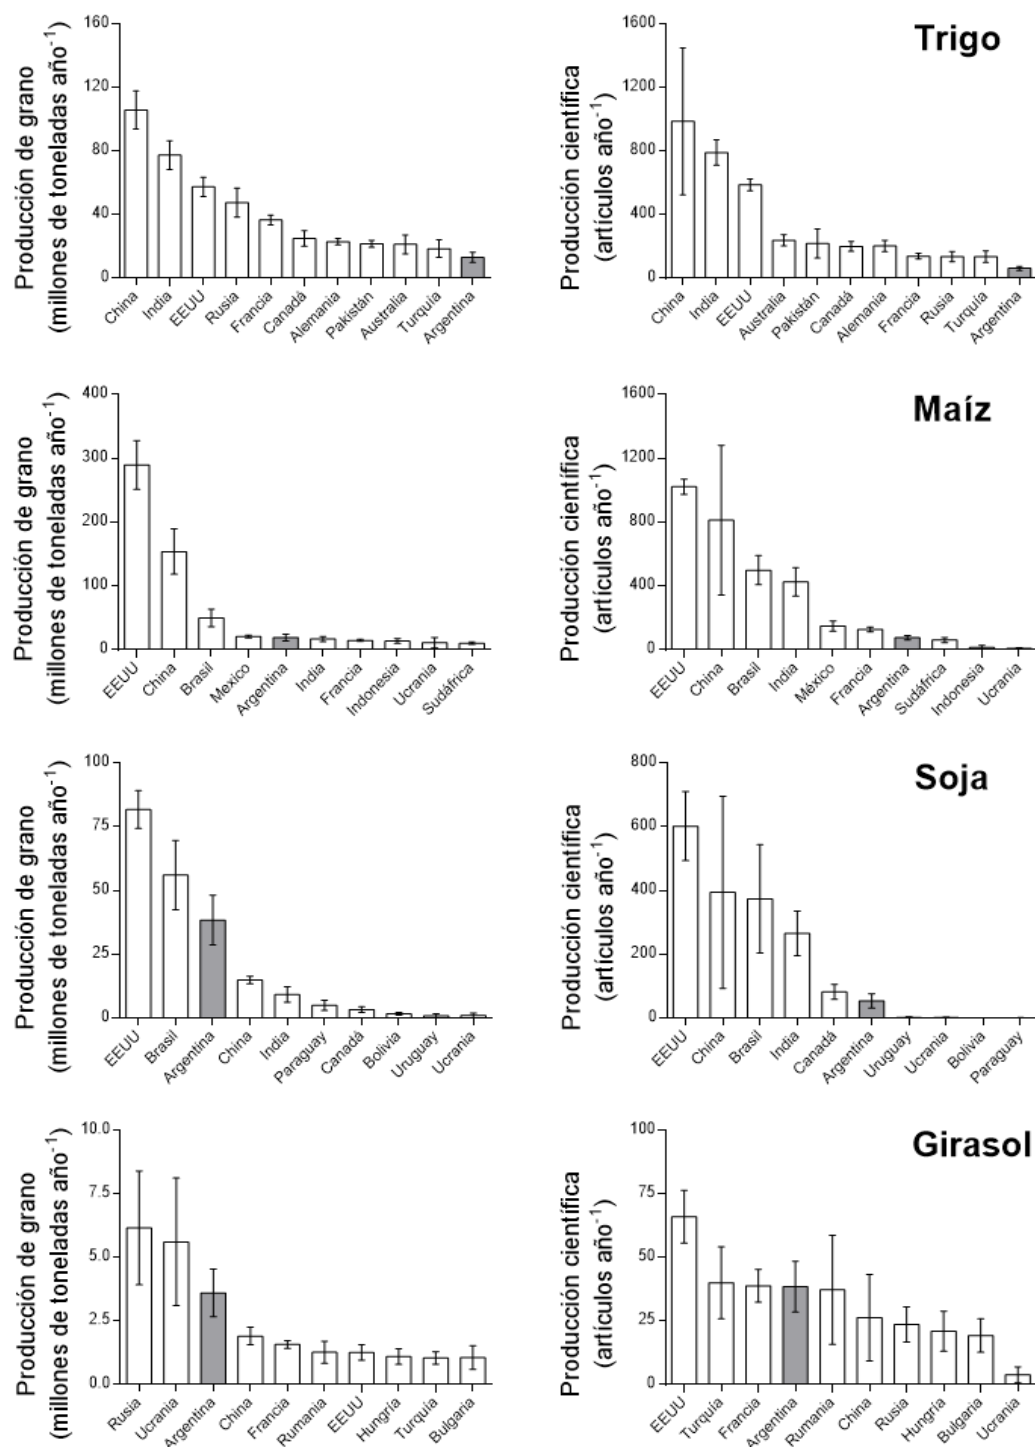 Trigo
Producción de grano
(millones de toneladas año-1)
160
120
80
40
0
China India EEUU Rusia Francia Canadá Alemania Pakistán Australia Turquía Argentina
Producción científica
(artículos año-1)
1600
1200
800
400
0
China India EEUU Australia Pakistán Canadá Alemania Francia Rusia Turquía Argentina
Maíz
Producción de grano
(millones de toneladas año-1)
400
300
200
100
0
EEUU China Brasil Mexico Argentina India Francia Indonesia Ucrania Sudáfrica
Producción científica
(artículos año-1)
1600
1200
800
400
0
EEUU China Brasil India México Francia Argentina Sudáfrica Indonesia Ucrania
Soja
Producción de grano
(millones de toneladas año-1)
100
75
50
25
0
EEUU Brasil Argentina China India Paraguay Canadá Bolivia Uruguay Ucrania
Producción científica
(artículos año-1)
800
600
400
200
0
EEUU China Brasil India Canadá Argentina Uruguay Ucrania Bolivia Paraguay
Girasol
Producción de grano
(millones de toneladas año-1)
10.0
7.5
5.0
2.5
0.0
Rusia Ucrania Argentina China Francia Rumania EEUU Hungría Turquía Bulgaria
Producción científica
(artículos año-1)
100
75
50
25
0
EEUU Turquía Francia Argentina Rumania China Rusia Hungría Bulgaria Ucrania